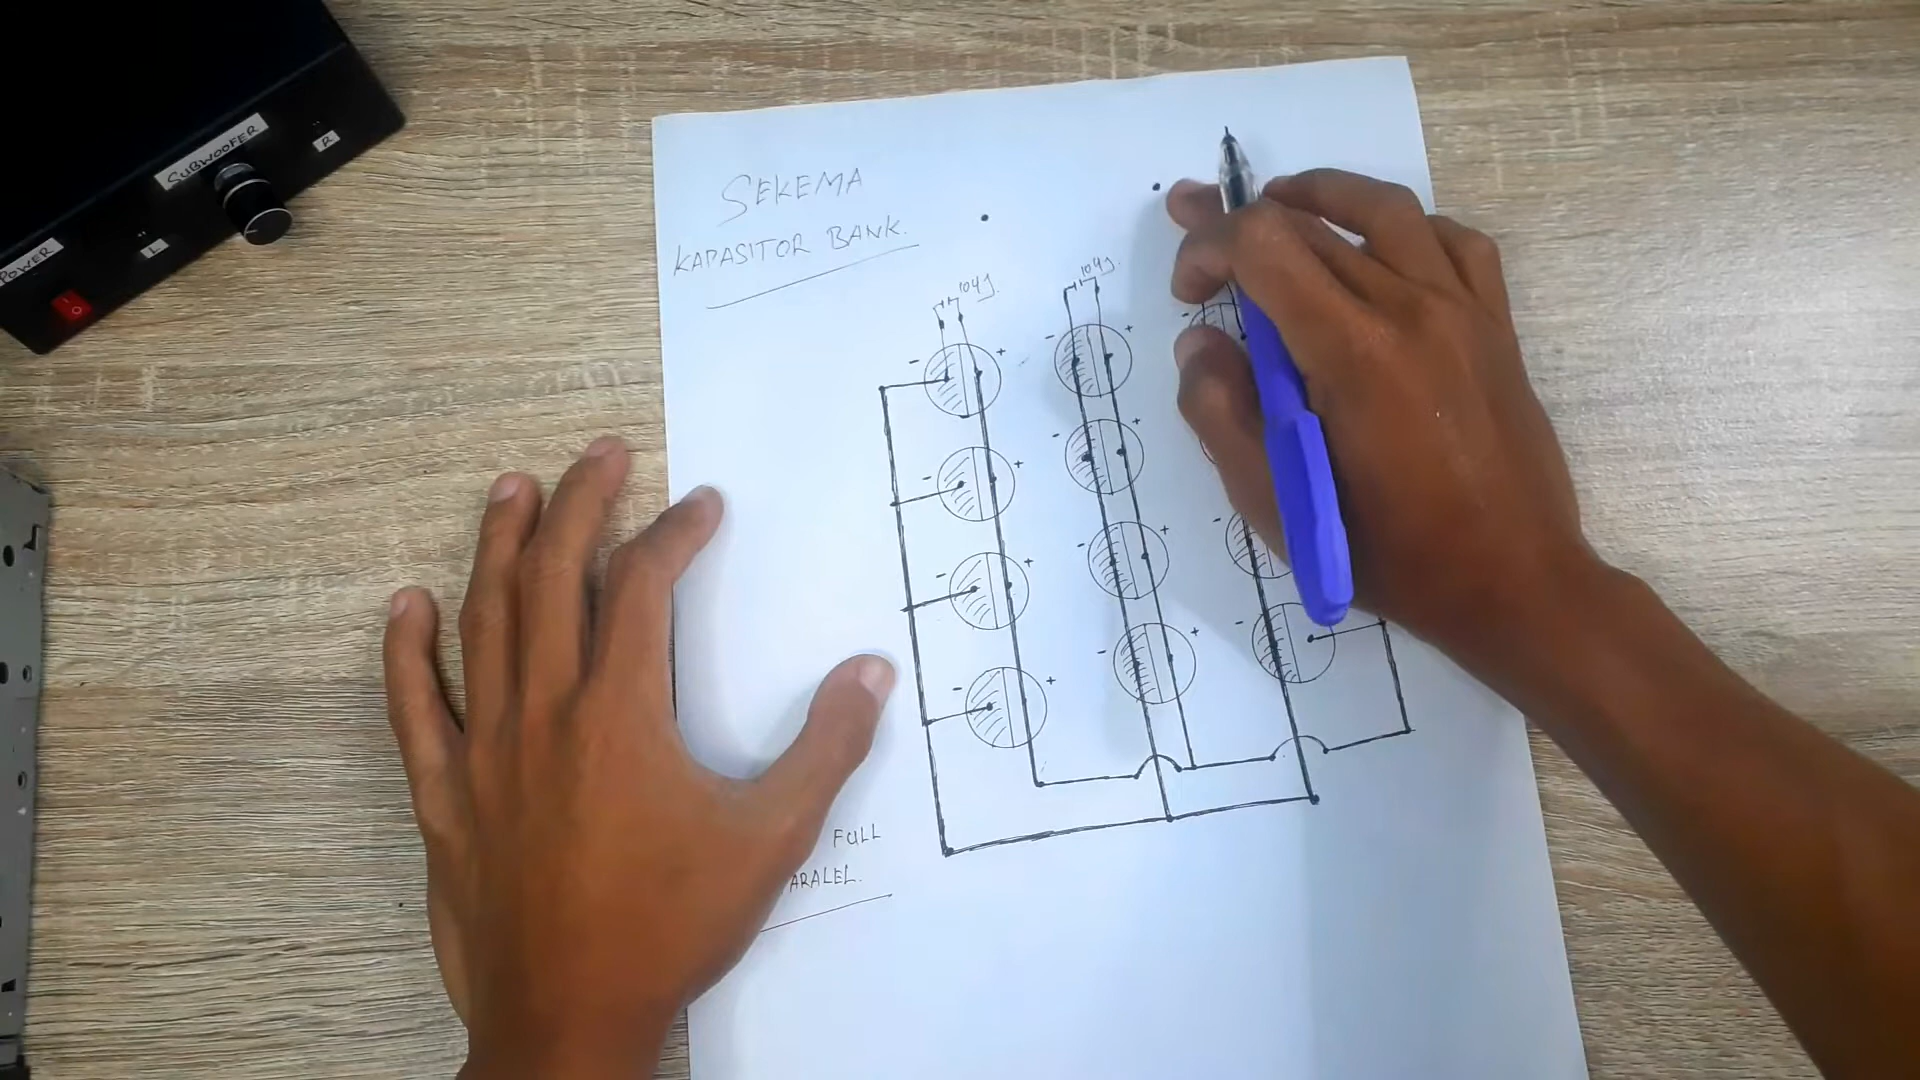 SUBWOOFER
R
L
POWER
SEKEMA
KAPASITOR BANK.
104J.
104J.
- +
- +
-
- +
- +
- +
- +
-
- +
- +
-
FULL
ARALEL.